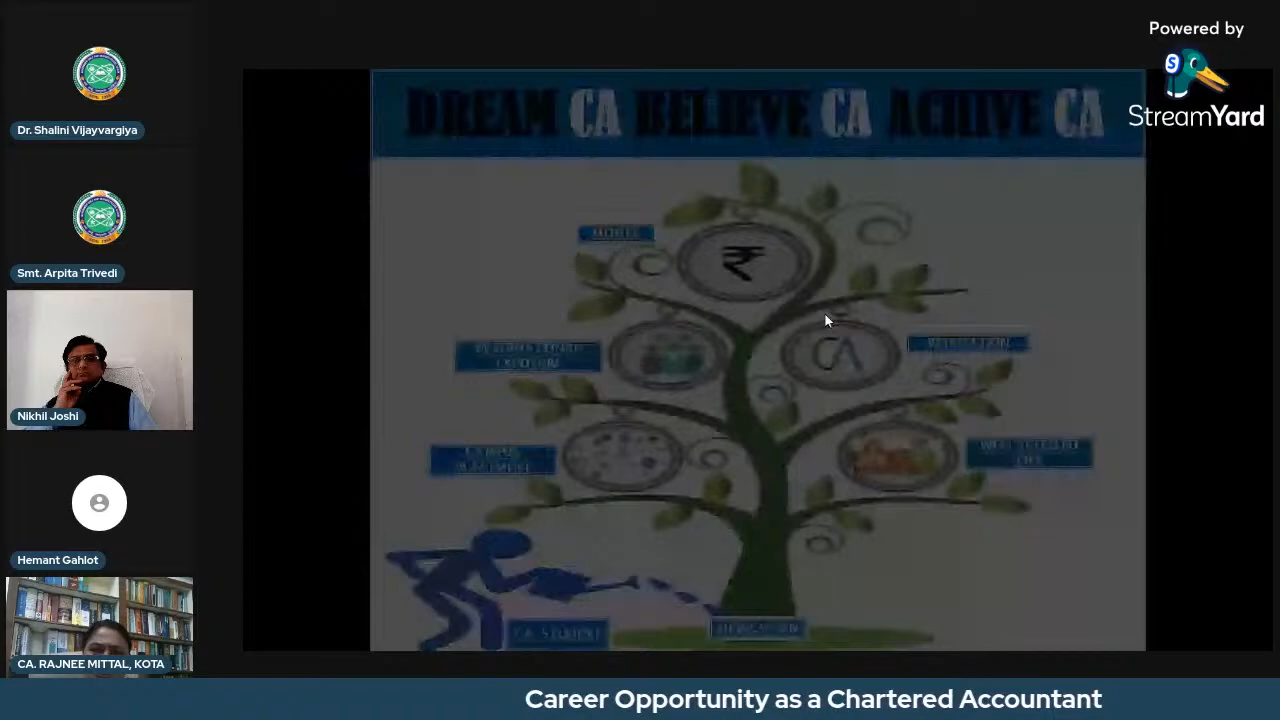 Powered by
StreamYard
Dr. Shalini Vijayvargiya
Smt. Arpita Trivedi
Nikhil Joshi
Hemant Gahlot
CA. RAJNEE MITTAL, KOTA
DREAM CA BELIEVE CA ACHIVE CA
MONEY
₹
CA
CA STUDENT
Career Opportunity as a Chartered Accountant